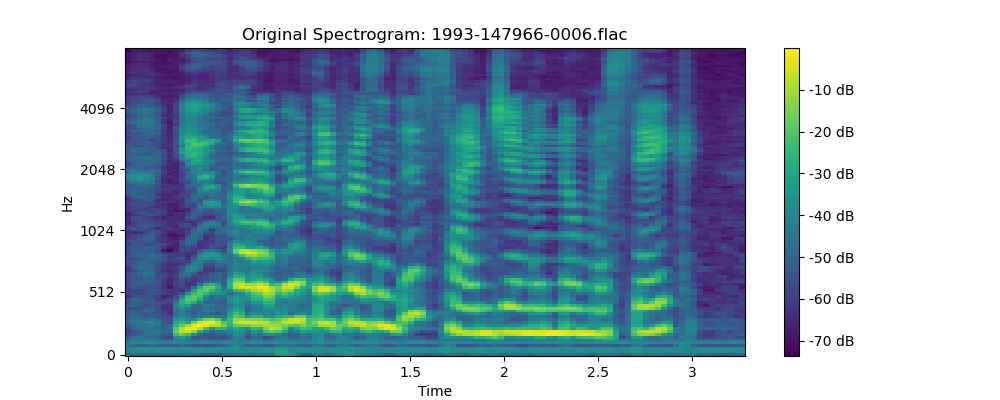 Original Spectrogram: 1993-147966-0006.flac
Hz
4096
2048
1024
512
0
0
0.5
1
1.5
2
2.5
3
Time
-10 dB
-20 dB
-30 dB
-40 dB
-50 dB
-60 dB
-70 dB